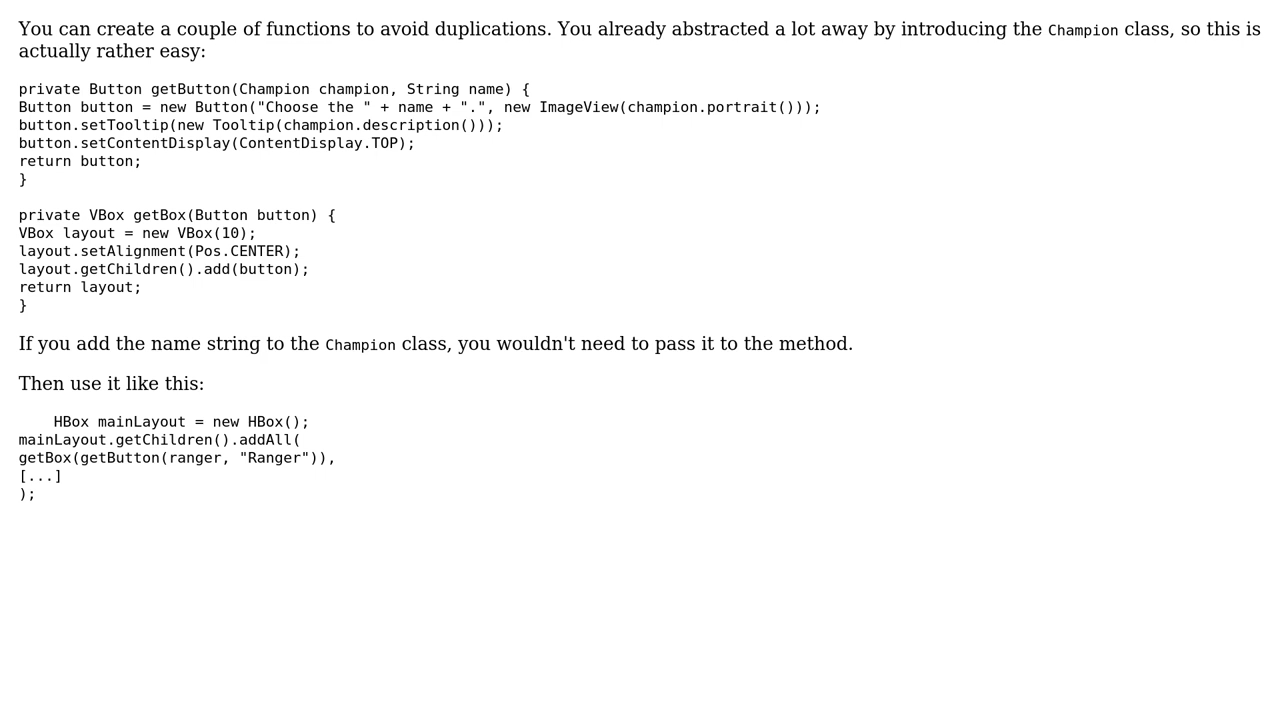 You can create a couple of functions to avoid duplications. You already abstracted a lot away by introducing the Champion class, so this is
actually rather easy:
private Button getButton(Champion champion, String name) {
Button button = new Button("Choose the " + name + ".", new ImageView(champion.portrait()));
button.setTooltip(new Tooltip(champion.description()));
button.setContentDisplay(ContentDisplay.TOP);
return button;
}
private VBox getBox(Button button) {
VBox layout = new VBox(10);
layout.setAlignment(Pos.CENTER);
layout.getChildren().add(button);
return layout;
}
If you add the name string to the Champion class, you wouldn't need to pass it to the method.
Then use it like this:
    HBox mainLayout = new HBox();
mainLayout.getChildren().addAll(
getBox(getButton(ranger, "Ranger")),
[...]
);